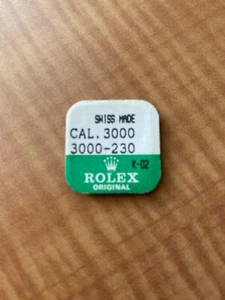 SWISS MADE
CAL. 3000
3000-230
K-02
ROLEX
ORIGINAL